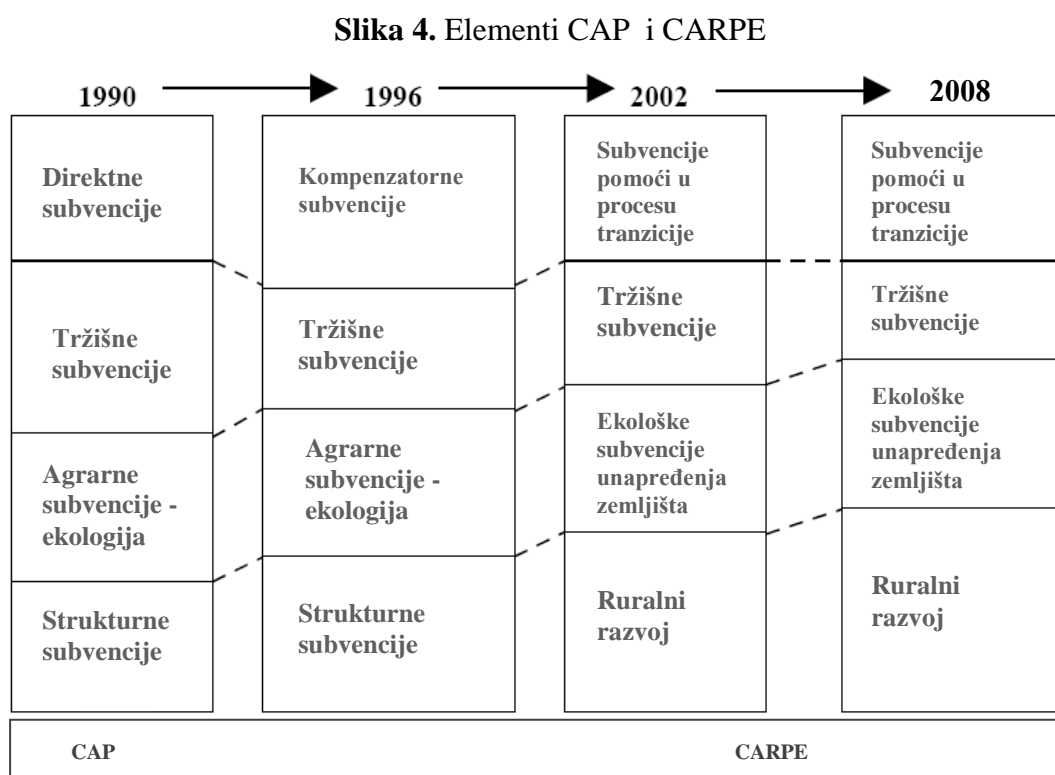 Slika 4. Elementi CAP i CARPE
1990
1996
2002
2008
Direktne
subvencije
Tržišne
subvencije
Agrarne
subvencije -
ekologija
Strukturne
subvencije
Kompenzatorne
subvencije
Tržišne
subvencije
Agrarne
subvencije -
ekologija
Strukturne
subvencije
Subvencije
pomoći u
procesu
tranzicije
Tržišne
subvencije
Ekološke
subvencije
unapređenja
zemljišta
Ruralni
razvoj
Subvencije
pomoći u
procesu
tranzicije
Tržišne
subvencije
Ekološke
subvencije
unapređenja
zemljišta
Ruralni
razvoj
CAP
CARPE